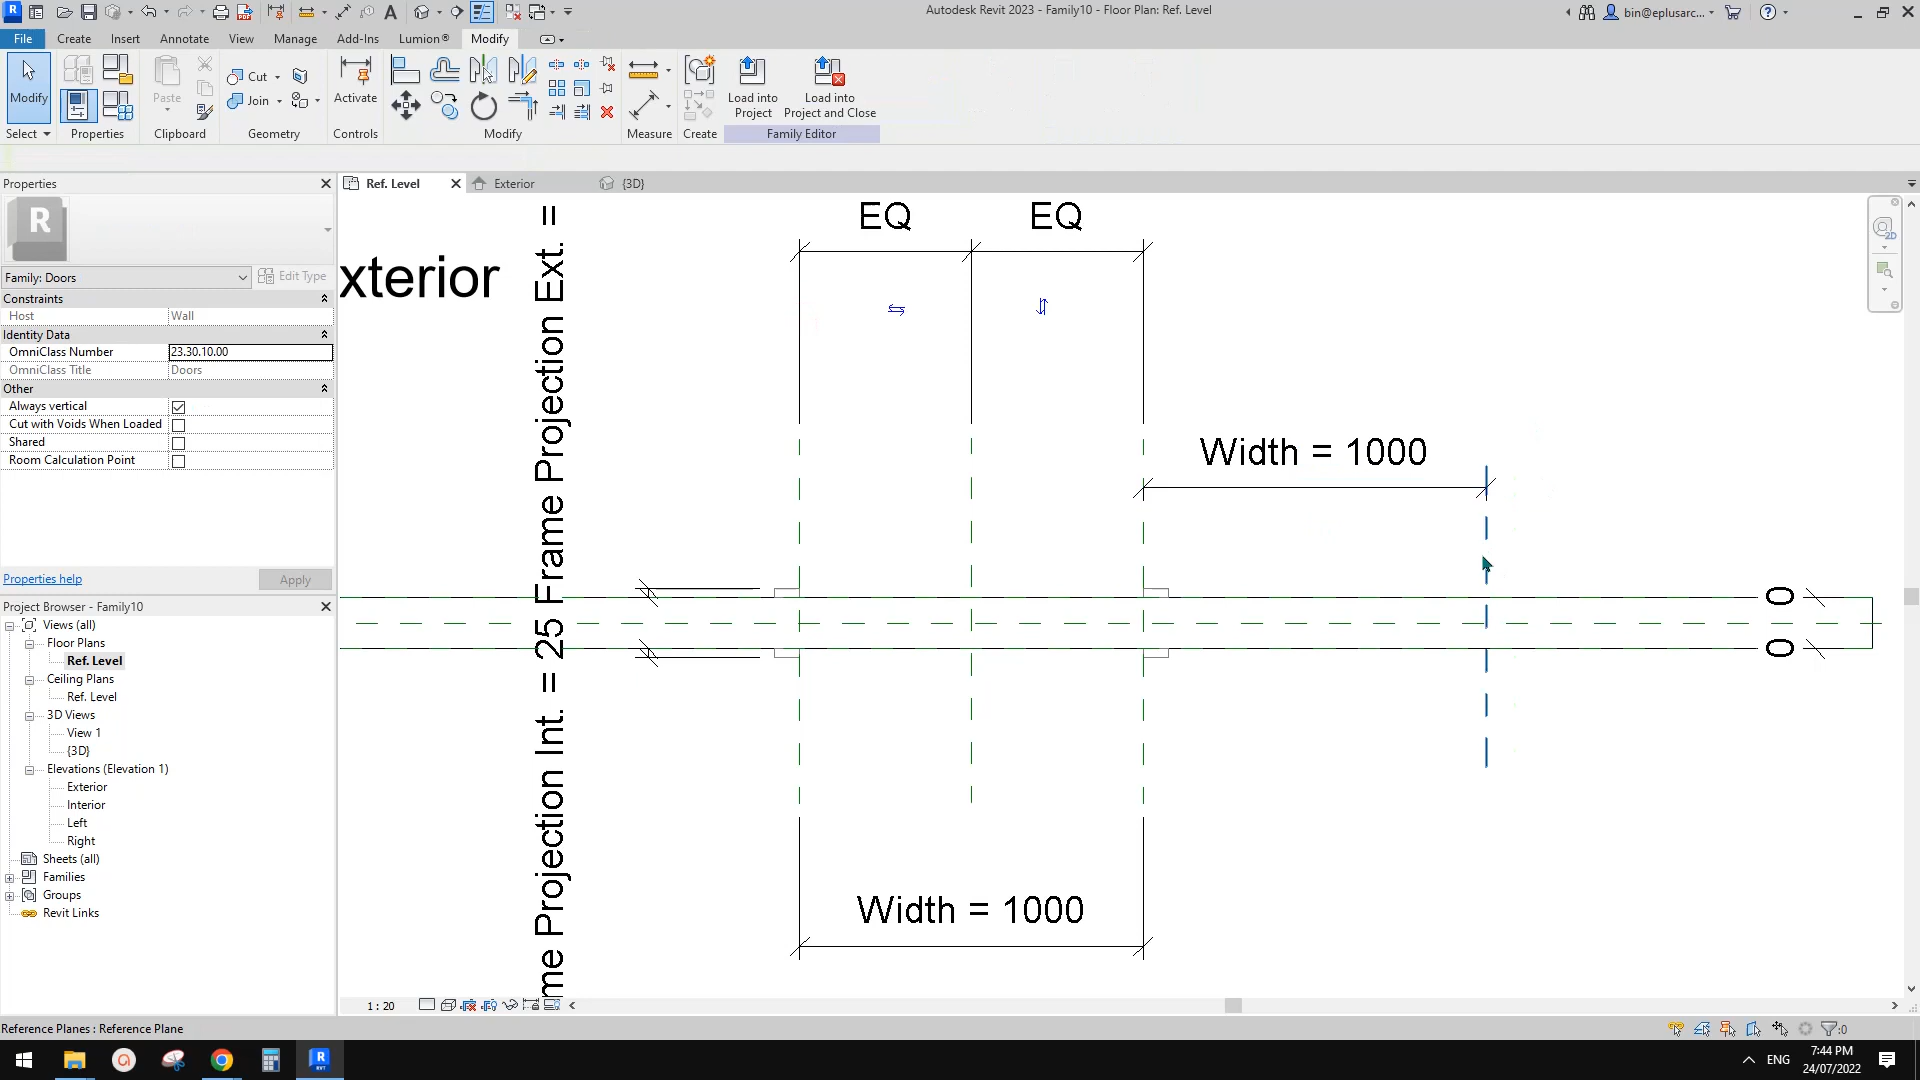 Autodesk Revit 2023 - Family10 - Floor Plan: Ref. Level
bin@eplusarc...
File
Create
Insert
Annotate
View
Manage
Add-Ins
Lumion®
Modify
Modify
Paste
Cut
Join
Activate
Load into
Project
Load into
Project and Close
Select
Properties
Clipboard
Geometry
Controls
Modify
Measure
Create
Family Editor
Properties
R
Family: Doors
Edit Type
Constraints
Host
Wall
Identity Data
OmniClass Number
23.30.10.00
OmniClass Title
Doors
Other
Always vertical
Cut with Voids When Loaded
Shared
Room Calculation Point
Properties help
Apply
Project Browser - Family10
Views (all)
Floor Plans
Ref. Level
Ceiling Plans
Ref. Level
3D Views
View 1
{3D}
Elevations (Elevation 1)
Exterior
Interior
Left
Right
Sheets (all)
Families
Groups
Revit Links
Ref. Level
Exterior
{3D}
2D
xterior
me Projection Int. = 25 Frame Projection Ext. =
EQ
EQ
Width = 1000
0
0
Width = 1000
1 : 20
Reference Planes : Reference Plane
:0
ENG
7:44 PM
24/07/2022